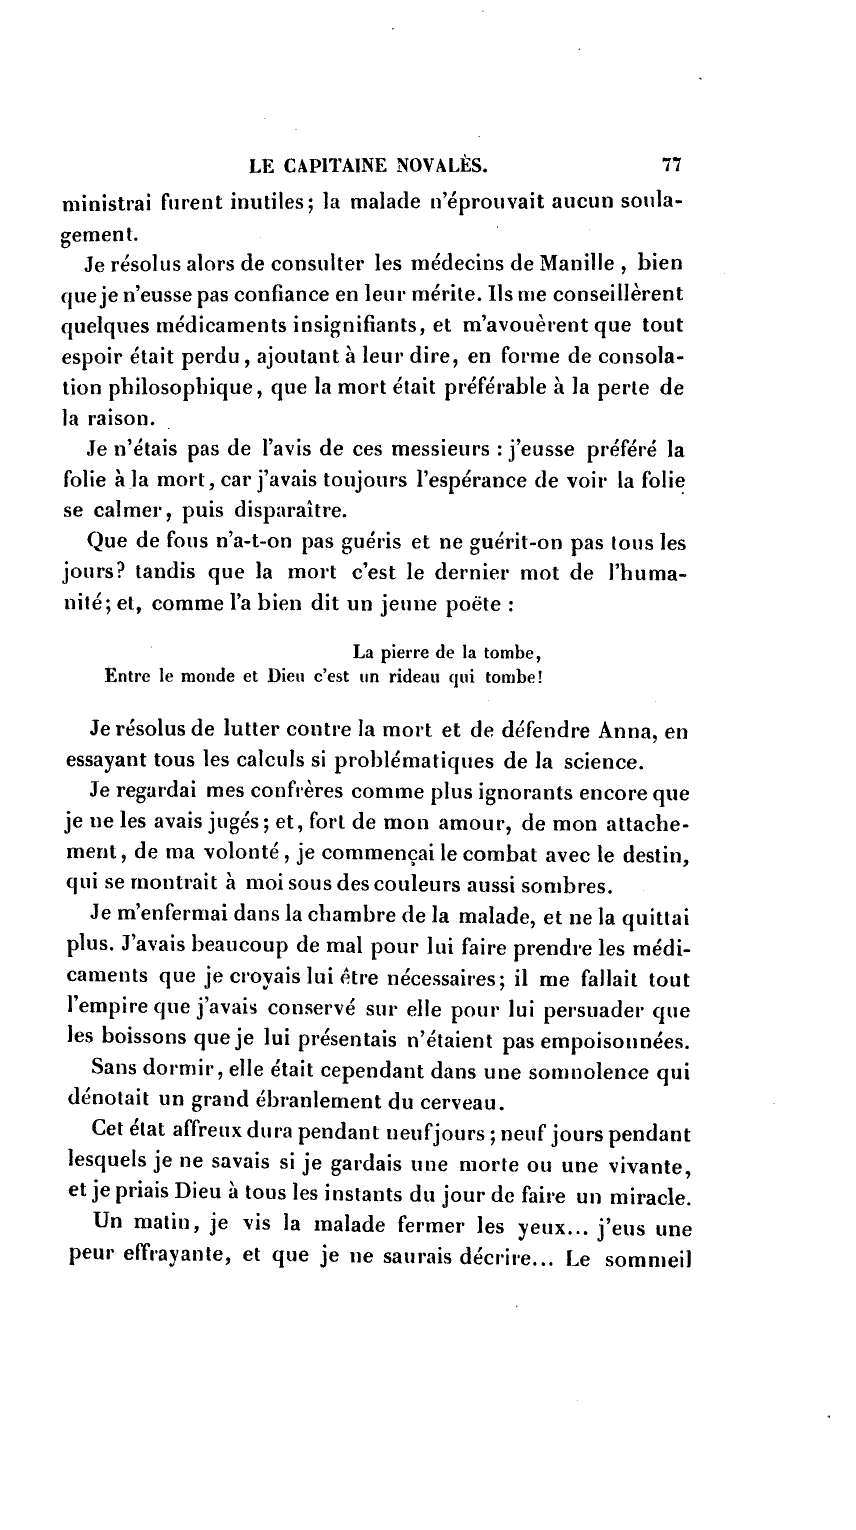 LE CAPITAINE NOVALÈS. 77
ministrai furent inutiles; la malade n'éprouvait aucun soula-
gement.
Je résolus alors de consulter les médecins de Manille, bien
que je n'eusse pas confiance en leur mérite. Ils me conseillèrent
quelques médicaments insignifiants, et m'avouèrent que tout
espoir était perdu, ajoutant à leur dire, en forme de consola-
tion philosophique, que la mort était préférable à la perte de
la raison.
Je n'étais pas de l'avis de ces messieurs : j'eusse préféré la
folie à la mort, car j'avais toujours l'espérance de voir la folie
se calmer, puis disparaître.
Que de fous n'a-t-on pas guéris et ne guérit-on pas tous les
jours? tandis que la mort c'est le dernier mot de l'huma-
nité; et, comme l'a bien dit un jeune poëte :
La pierre de la tombe,
Entre le monde et Dieu c'est un rideau qui tombe!
Je résolus de lutter contre la mort et de défendre Anna, en
essayant tous les calculs si problématiques de la science.
Je regardai mes confrères comme plus ignorants encore que
je ne les avais jugés; et, fort de mon amour, de mon attache-
ment, de ma volonté, je commençai le combat avec le destin,
qui se montrait à moi sous des couleurs aussi sombres.
Je m'enfermai dans la chambre de la malade, et ne la quittai
plus. J'avais beaucoup de mal pour lui faire prendre les médi-
caments que je croyais lui être nécessaires; il me fallait tout
l'empire que j'avais conservé sur elle pour lui persuader que
les boissons que je lui présentais n'étaient pas empoisonnées.
Sans dormir, elle était cependant dans une somnolence qui
dénotait un grand ébranlement du cerveau.
Cet état affreux dura pendant neuf jours; neuf jours pendant
lesquels je ne savais si je gardais une morte ou une vivante,
et je priais Dieu à tous les instants du jour de faire un miracle.
Un matin, je vis la malade fermer les yeux... j'eus une
peur effrayante, et que je ne saurais décrire... Le sommeil